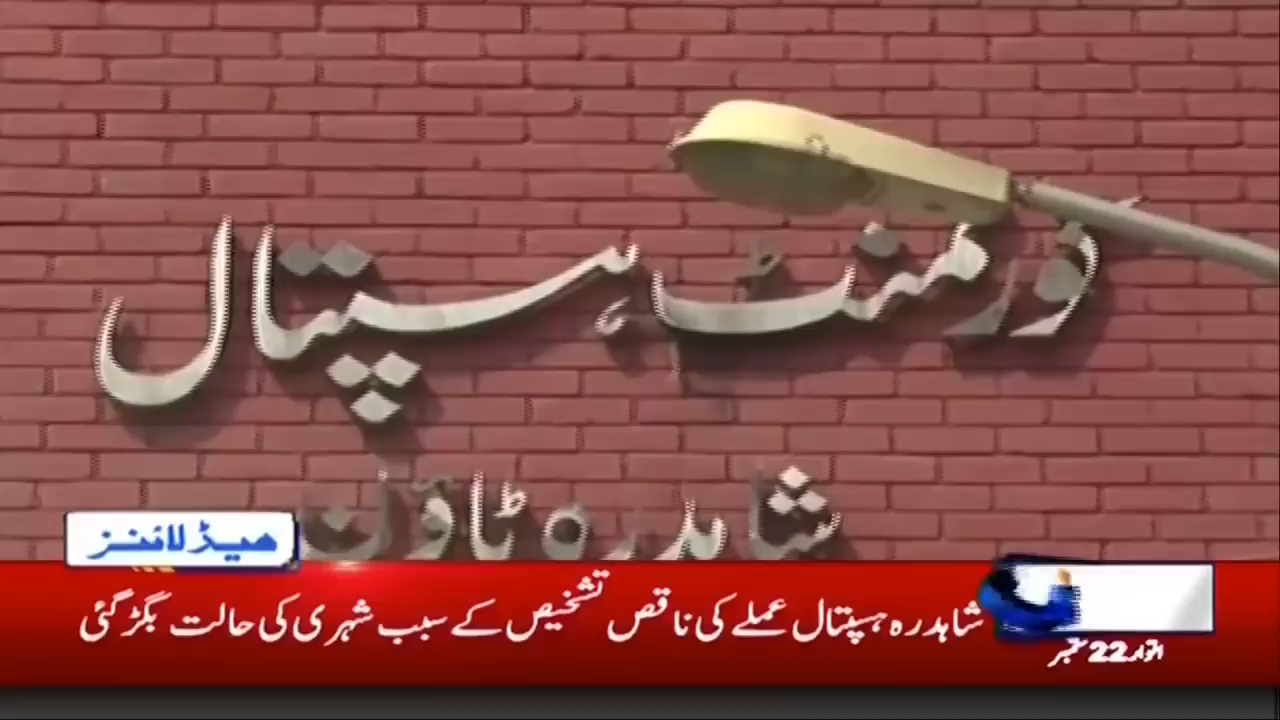 گورنمنٹ ہسپتال
شاہدرہ ٹاؤن
ہیڈ لائنز
شاہدرہ ہسپتال عملے کی ناقص تشخیص کے سبب شہری کی حالت بگڑ گئی
اتوار 22 ستمبر